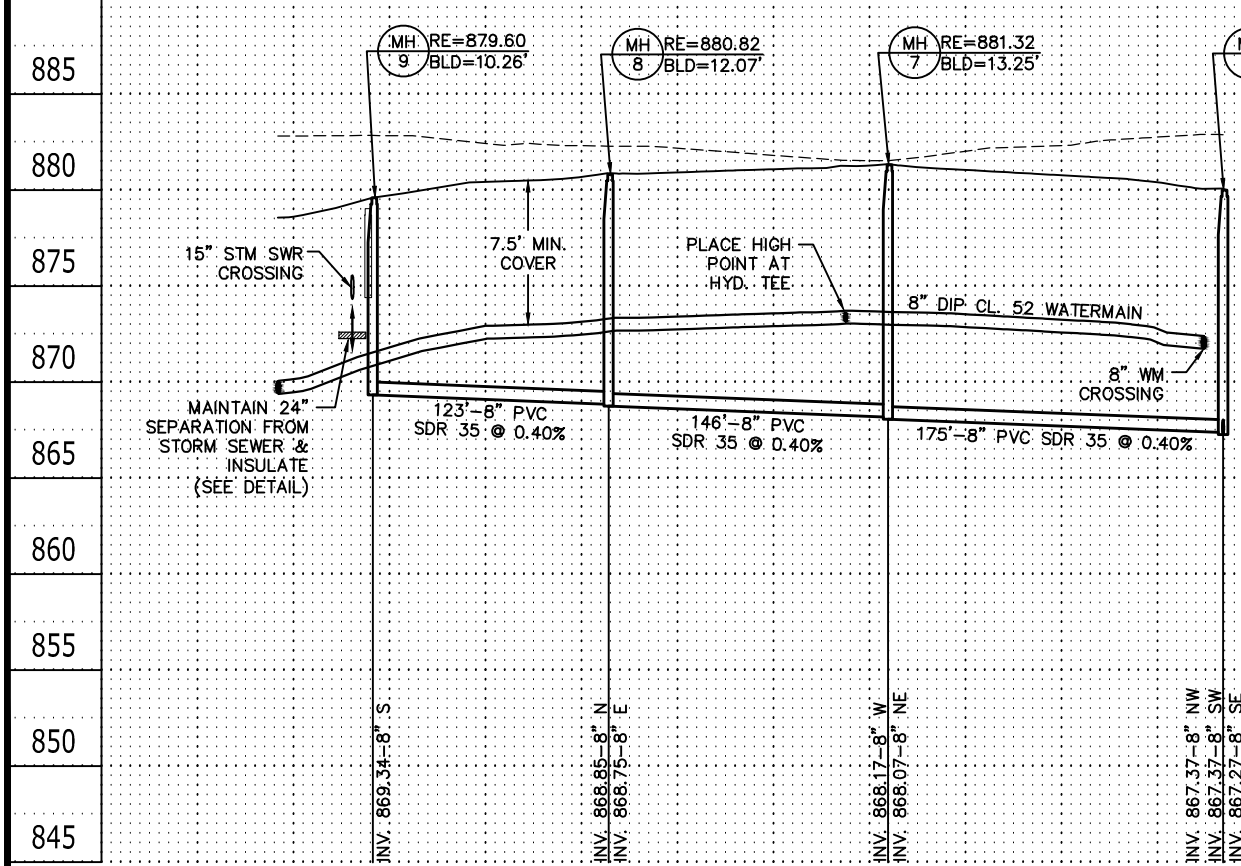 MH
9
RE=879.60
BLD=10.26'
MH
8
RE=880.82
BLD=12.07'
MH
7
RE=881.32
BLD=13.25'
885
880
875
870
865
860
855
850
845
15" STM SWR
CROSSING
7.5' MIN.
COVER
PLACE HIGH
POINT AT
HYD. TEE
8" DIP CL. 52 WATERMAIN
8" WM
CROSSING
MAINTAIN 24"
SEPARATION FROM
STORM SEWER &
INSULATE
(SEE DETAIL)
123'-8" PVC
SDR 35 @ 0.40%
146'-8" PVC
SDR 35 @ 0.40%
175'-8" PVC SDR 35 @ 0.40%
INV. 869.34-8" S
INV. 868.85-8" N
INV. 868.75-8" E
INV. 868.17-8" W
INV. 868.07-8" NE
INV. 867.37-8" NW
INV. 867.37-8" SW
INV. 867.27-8" SE